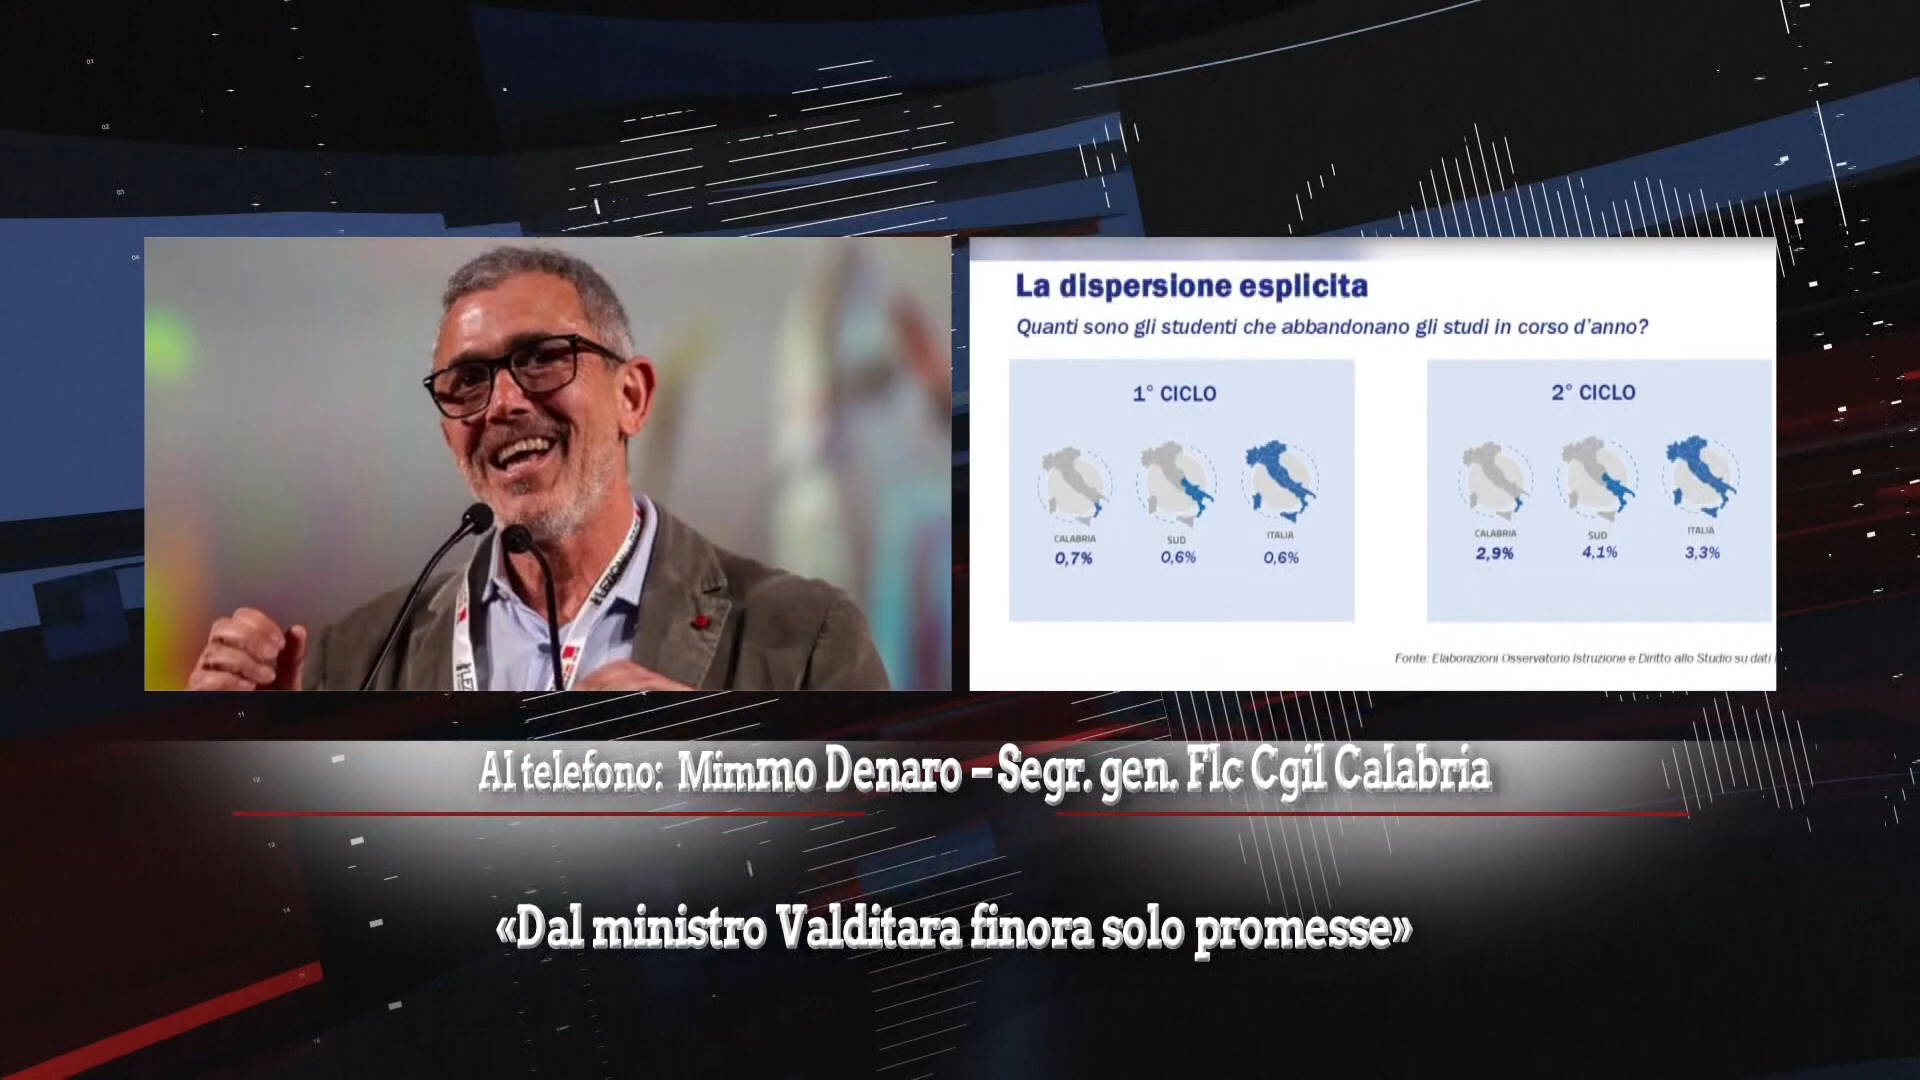 La dispersione esplicita
Quanti sono gli studenti che abbandonano gli studi in corso d'anno?
1° CICLO
CALABRIA
0,7%
SUD
0,6%
ITALIA
0,6%
2° CICLO
CALABRIA
2,9%
SUD
4,1%
ITALIA
3,3%
Fonte: Elaborazioni Osservatorio Istruzione e Diritto allo Studio su dati
Al telefono: Mimmo Denaro – Segr. gen. Flc Cgil Calabria
«Dal ministro Valditara finora solo promesse»